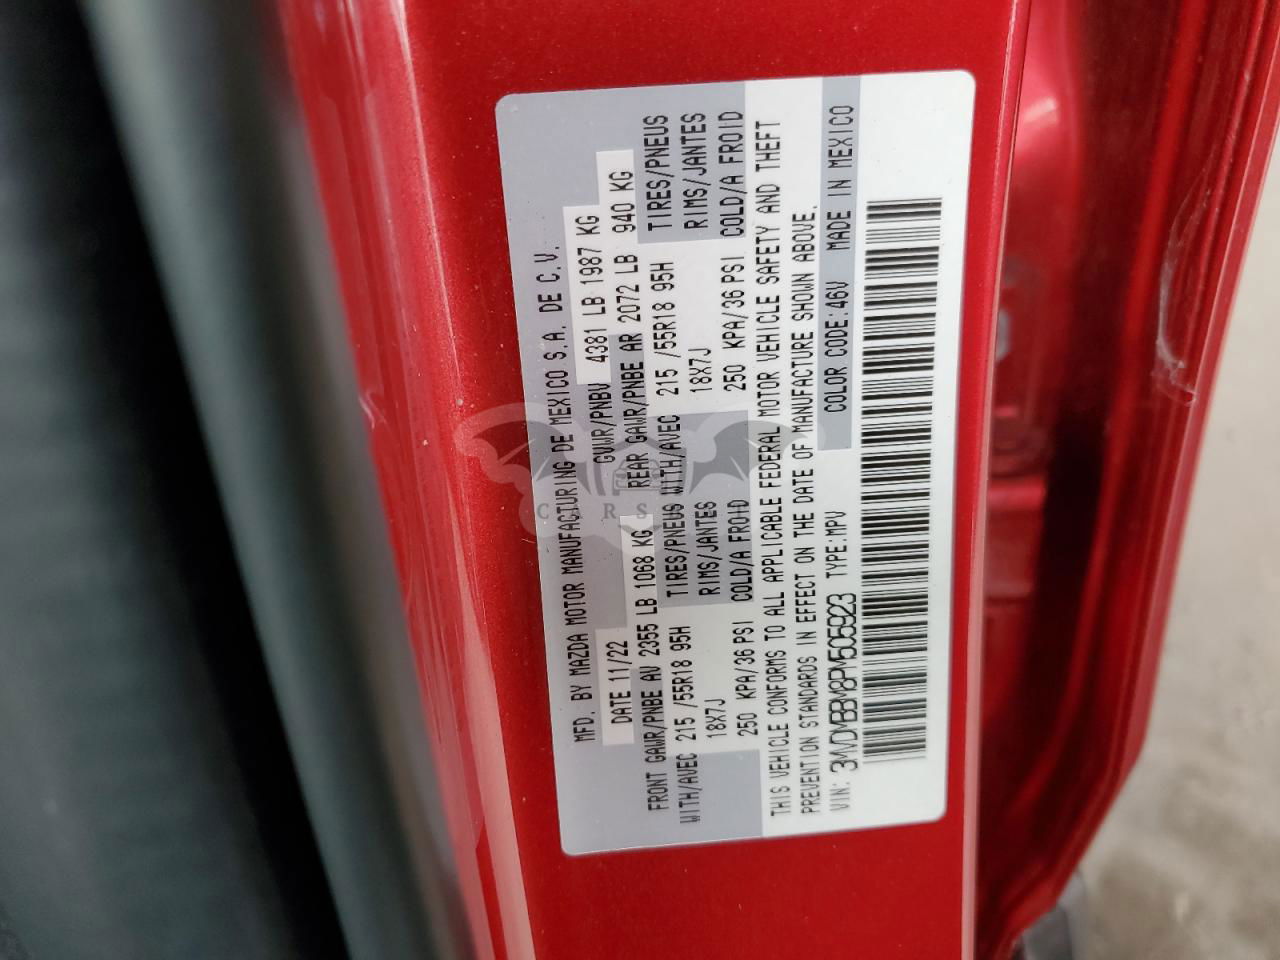 MFD. BY MAZDA MOTOR MANUFACTURING DE MEXICO S.A. DE C.V.
DATE 11/22 GVWR/PNBV 4381 LB 1987 KG
FRONT GAWR/PNBE AV 2355 LB 1068 KG REAR GAWR/PNBE AR 2072 LB 940 KG
WITH/AVEC 215 /55R18 95H TIRES/PNEUS WITH/AVEC 215 /55R18 95H TIRES/PNEUS
18X7J RIMS/JANTES 18X7J RIMS/JANTES
250 KPA/36 PSI COLD/A FROID 250 KPA/36 PSI COLD/A FROID
THIS VEHICLE CONFORMS TO ALL APPLICABLE FEDERAL MOTOR VEHICLE SAFETY AND THEFT
PREVENTION STANDARDS IN EFFECT ON THE DATE OF MANUFACTURE SHOWN ABOVE.
VIN: 3MVDMBBM8PM505923 TYPE:MPV COLOR CODE:46V MADE IN MEXICO